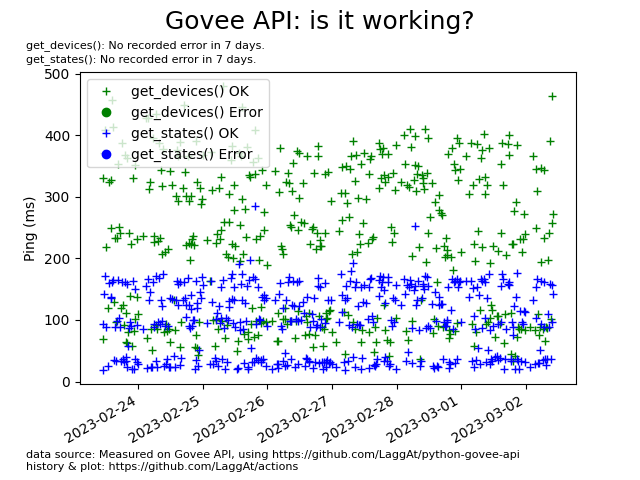 Govee API: is it working?
get_devices(): No recorded error in 7 days.
get_states(): No recorded error in 7 days.
500
400
300
200
100
0
Ping (ms)
get_devices() OK
get_devices() Error
get_states() OK
get_states() Error
2023-02-24
2023-02-25
2023-02-26
2023-02-27
2023-02-28
2023-03-01
2023-03-02
data source: Measured on Govee API, using https://github.com/LaggAt/python-govee-api
history & plot: https://github.com/LaggAt/actions